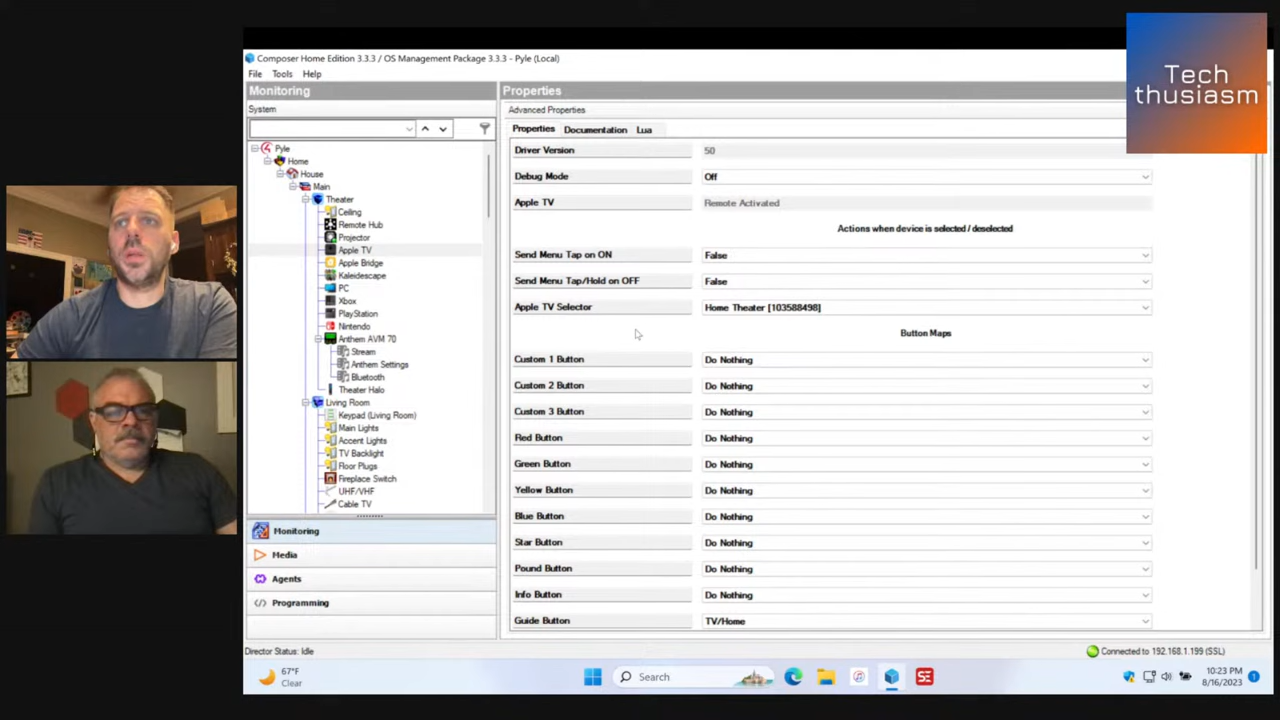 Tech
thusiasm
Composer Home Edition 3.3.3 / OS Management Package 3.3.3 - Pyle (Local)
File Tools Help
Monitoring
System
Pyle
Home
House
Main
Theater
Ceiling
Remote Hub
Projector
Apple TV
Apple Bridge
Kaleidescape
PC
Xbox
PlayStation
Nintendo
Anthem AVM 70
Stream
Anthem Settings
Bluetooth
Theater Halo
Living Room
Keypad (Living Room)
Main Lights
Accent Lights
TV Backlight
Floor Plugs
Fireplace Switch
UHF/VHF
Cable TV
Monitoring
Media
Agents
Programming
Properties
Advanced Properties
Properties Documentation Lua
Driver Version 50
Debug Mode Off
Apple TV Remote Activated
Actions when device is selected / deselected
Send Menu Tap on ON False
Send Menu Tap/Hold on OFF False
Apple TV Selector Home Theater [103588498]
Button Maps
Custom 1 Button Do Nothing
Custom 2 Button Do Nothing
Custom 3 Button Do Nothing
Red Button Do Nothing
Green Button Do Nothing
Yellow Button Do Nothing
Blue Button Do Nothing
Star Button Do Nothing
Pound Button Do Nothing
Info Button Do Nothing
Guide Button TV/Home
Director Status: Idle
Connected to 192.168.1.199 (SSL)
67°F
Clear
Search
SE
10:23 PM
8/16/2023
1